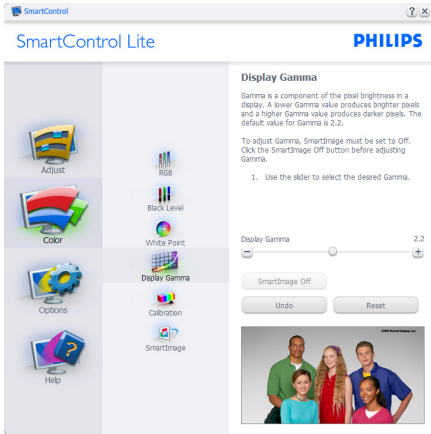 SmartControl
SmartControl Lite
PHILIPS
Adjust
Color
Options
Help
RGB
Black Level
White Point
Display Gamma
Calibration
SmartImage
Display Gamma
Gamma is a component of the pixel brightness in a
display. A lower Gamma value produces brighter pixels
and a higher Gamma value produces darker pixels. The
default value for Gamma is 2.2.
To adjust Gamma, SmartImage must be set to Off.
Click the SmartImage Off button before adjusting
Gamma.
1. Use the slider to select the desired Gamma.
Display Gamma 2.2
SmartImage Off
Undo Reset